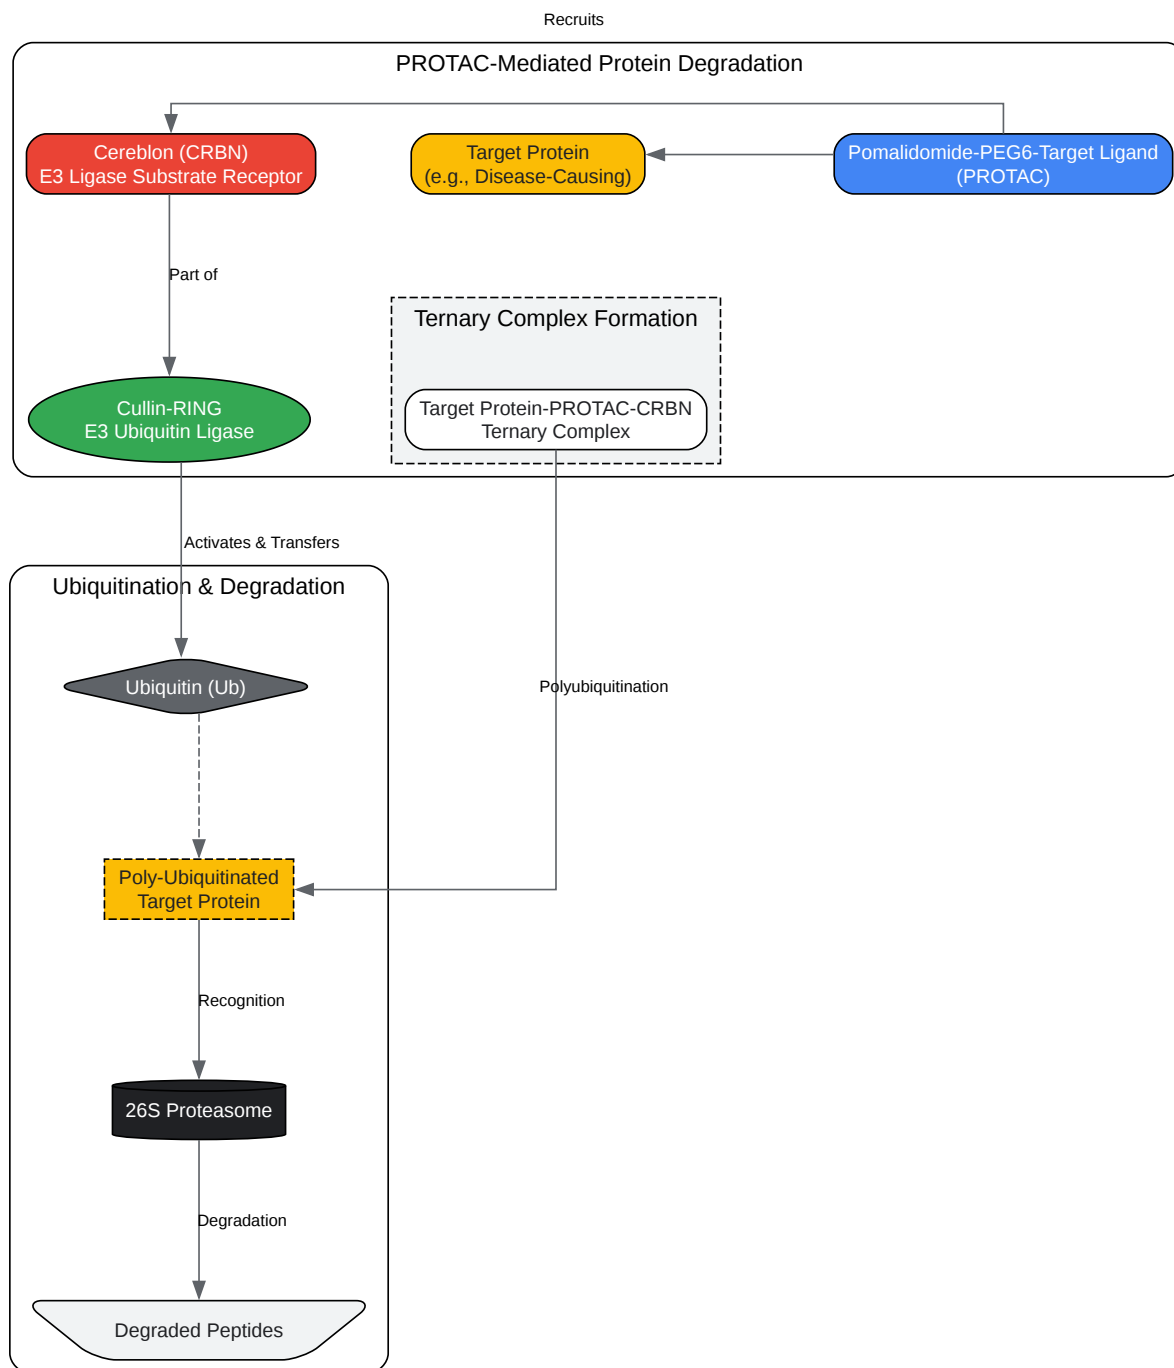 Recruits
PROTAC-Mediated Protein Degradation
Cereblon (CRBN)
E3 Ligase Substrate Receptor
Target Protein
(e.g., Disease-Causing)
Pomalidomide-PEG6-Target Ligand
(PROTAC)
Part of
Ternary Complex Formation
Cullin-RING
E3 Ubiquitin Ligase
Target Protein-PROTAC-CRBN
Ternary Complex
Activates & Transfers
Ubiquitination & Degradation
Ubiquitin (Ub)
Polyubiquitination
Poly-Ubiquitinated
Target Protein
Recognition
26S Proteasome
Degradation
Degraded Peptides